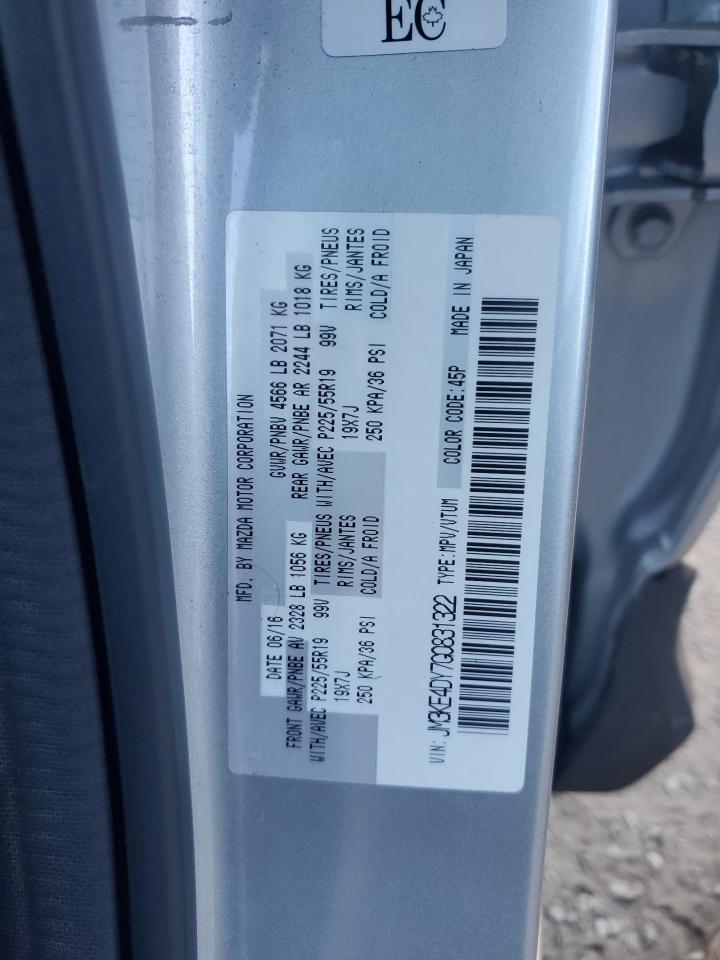 EC
MFD. BY MAZDA MOTOR CORPORATION
DATE 06/16 GVWR/PNBV 4566 LB 2071 KG
FRONT GAWR/PNBE AV 2328 LB 1056 KG REAR GAWR/PNBE AR 2244 LB 1018 KG
WITH/AVEC P225/55R19 99V TIRES/PNEUS WITH/AVEC P225/55R19 99V TIRES/PNEUS
19X7J RIMS/JANTES 19X7J RIMS/JANTES
250 KPA/36 PSI COLD/A FROID 250 KPA/36 PSI COLD/A FROID
VIN: JM3KE4DY7G0831322 TYPE:MPV/VTUM COLOR CODE:45P MADE IN JAPAN